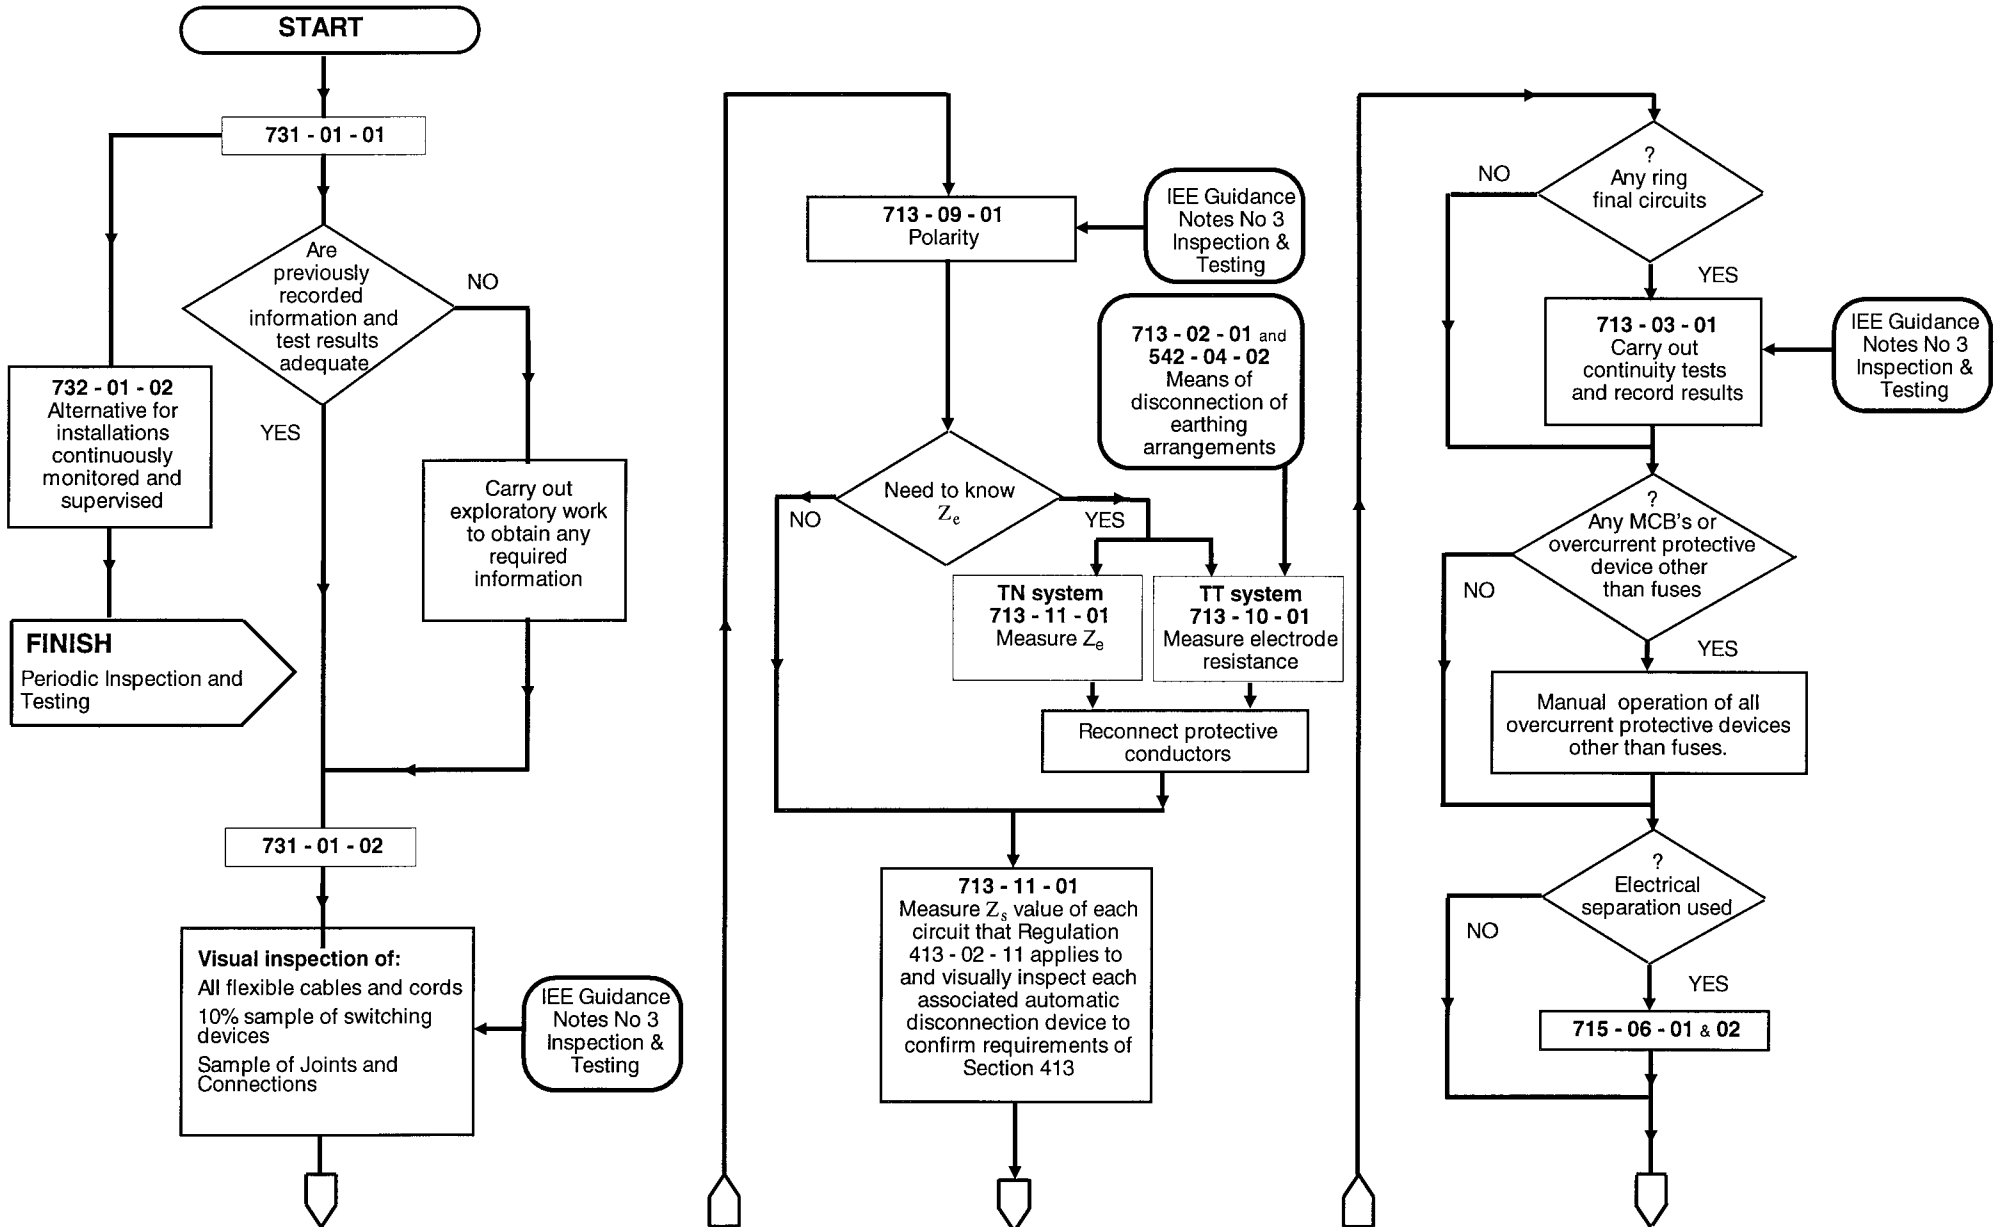 START
731 - 01 - 01
Are
previously
recorded
information and
test results
adequate
NO
YES
732 - 01 - 02
Alternative for
installations
continuously
monitored and
supervised
FINISH
Periodic Inspection and
Testing
Carry out
exploratory work
to obtain any
required
information
731 - 01 - 02
Visual inspection of:
All flexible cables and cords
10% sample of switching
devices
Sample of Joints and
Connections
IEE Guidance
Notes No 3
Inspection &
Testing
713 - 09 - 01
Polarity
IEE Guidance
Notes No 3
Inspection &
Testing
713 - 02 - 01 and
542 - 04 - 02
Means of
disconnection of
earthing
arrangements
Need to know
Ze
NO
YES
TN system
713 - 11 - 01
Measure Ze
TT system
713 - 10 - 01
Measure electrode
resistance
Reconnect protective
conductors
713 - 11 - 01
Measure Zs value of each
circuit that Regulation
413 - 02 - 11 applies to
and visually inspect each
associated automatic
disconnection device to
confirm requirements of
Section 413
?
Any ring
final circuits
NO
YES
713 - 03 - 01
Carry out
continuity tests
and record results
IEE Guidance
Notes No 3
Inspection &
Testing
?
Any MCB's or
overcurrent protective
device other
than fuses
NO
YES
Manual operation of all
overcurrent protective devices
other than fuses.
?
Electrical
separation used
NO
YES
715 - 06 - 01 & 02